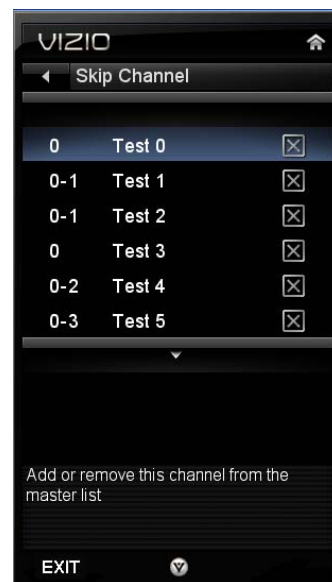 VIZIO
Skip Channel
0 Test 0
0-1 Test 1
0-1 Test 2
0 Test 3
0-2 Test 4
0-3 Test 5
Add or remove this channel from the
master list
EXIT